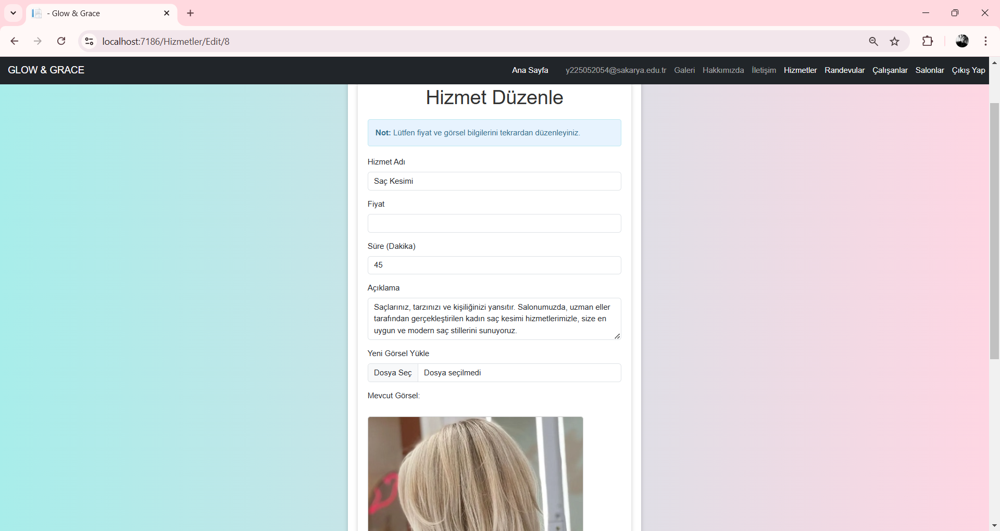 - Glow & Grace
localhost:7186/Hizmetler/Edit/8
GLOW & GRACE
Ana Sayfa y225052054@sakarya.edu.tr Galeri Hakkımızda İletişim Hizmetler Randevular Çalışanlar Salonlar Çıkış Yap
Hizmet Düzenle
Not: Lütfen fiyat ve görsel bilgilerini tekrardan düzenleyiniz.
Hizmet Adı
Saç Kesimi
Fiyat
Süre (Dakika)
45
Açıklama
Saçlarınız, tarzınızı ve kişiliğinizi yansıtır. Salonumuzda, uzman eller
tarafından gerçekleştirilen kadın saç kesimi hizmetlerimizle, size en
uygun ve modern saç stillerini sunuyoruz.
Yeni Görsel Yükle
Dosya Seç Dosya seçilmedi
Mevcut Görsel: